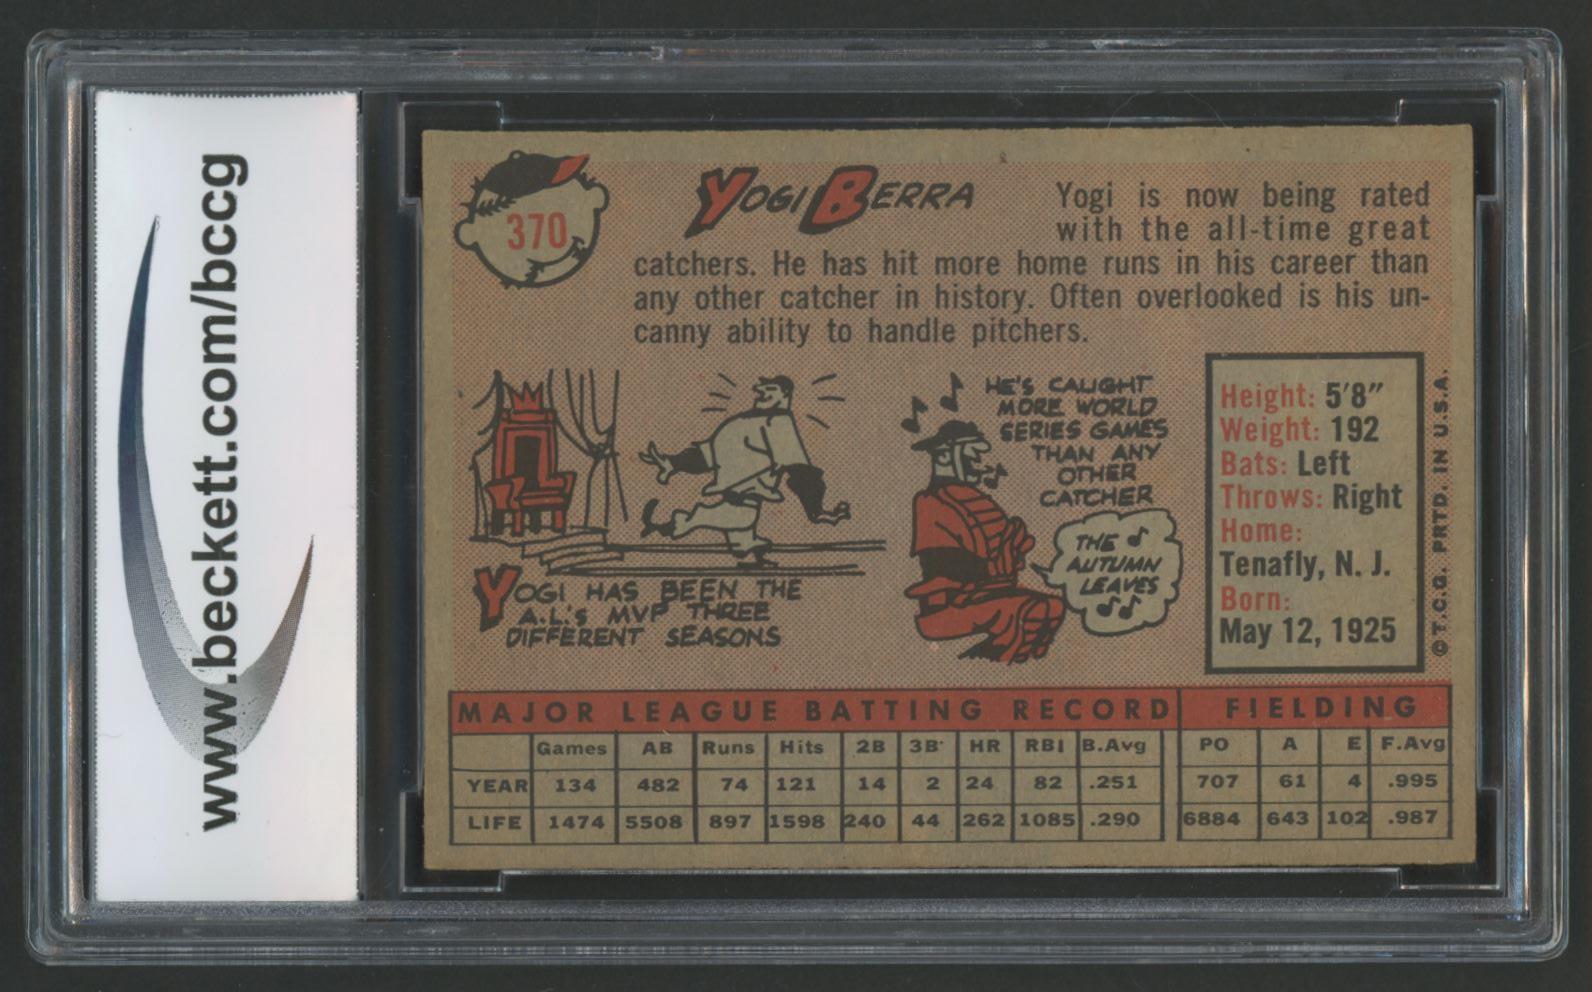 www.beckett.com/bccg
370
YOGI BERRA
Yogi is now being rated
with the all-time great
catchers. He has hit more home runs in his career than
any other catcher in history. Often overlooked is his un-
canny ability to handle pitchers.
YOGI HAS BEEN THE
A.L.'s MVP THREE
DIFFERENT SEASONS
HE'S CAUGHT
MORE WORLD
SERIES GAMES
THAN ANY
OTHER
CATCHER
THE
AUTUMN
LEAVES
Height: 5'8"
Weight: 192
Bats: Left
Throws: Right
Home:
Tenafly, N. J.
Born:
May 12, 1925
© T.C.G. PRTD. IN U.S.A.
MAJOR LEAGUE BATTING RECORD FIELDING
Games AB Runs Hits 2B 3B HR RBI B.Avg PO A E F.Avg
YEAR 134 482 74 121 14 2 24 82 .251 707 61 4 .995
LIFE 1474 5508 897 1598 240 44 262 1085 .290 6884 643 102 .987